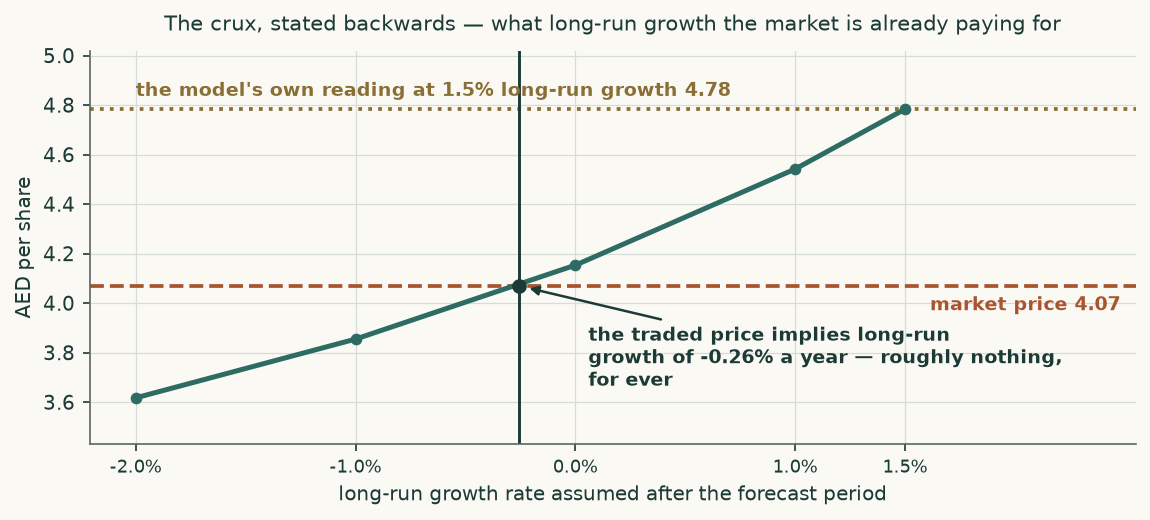 The crux, stated backwards — what long-run growth the market is already paying for
AED per share
5.0
4.8
4.6
4.4
4.2
4.0
3.8
3.6
the model's own reading at 1.5% long-run growth 4.78
market price 4.07
the traded price implies long-run
growth of -0.26% a year — roughly nothing,
for ever
-2.0%
-1.0%
0.0%
1.0%
1.5%
long-run growth rate assumed after the forecast period